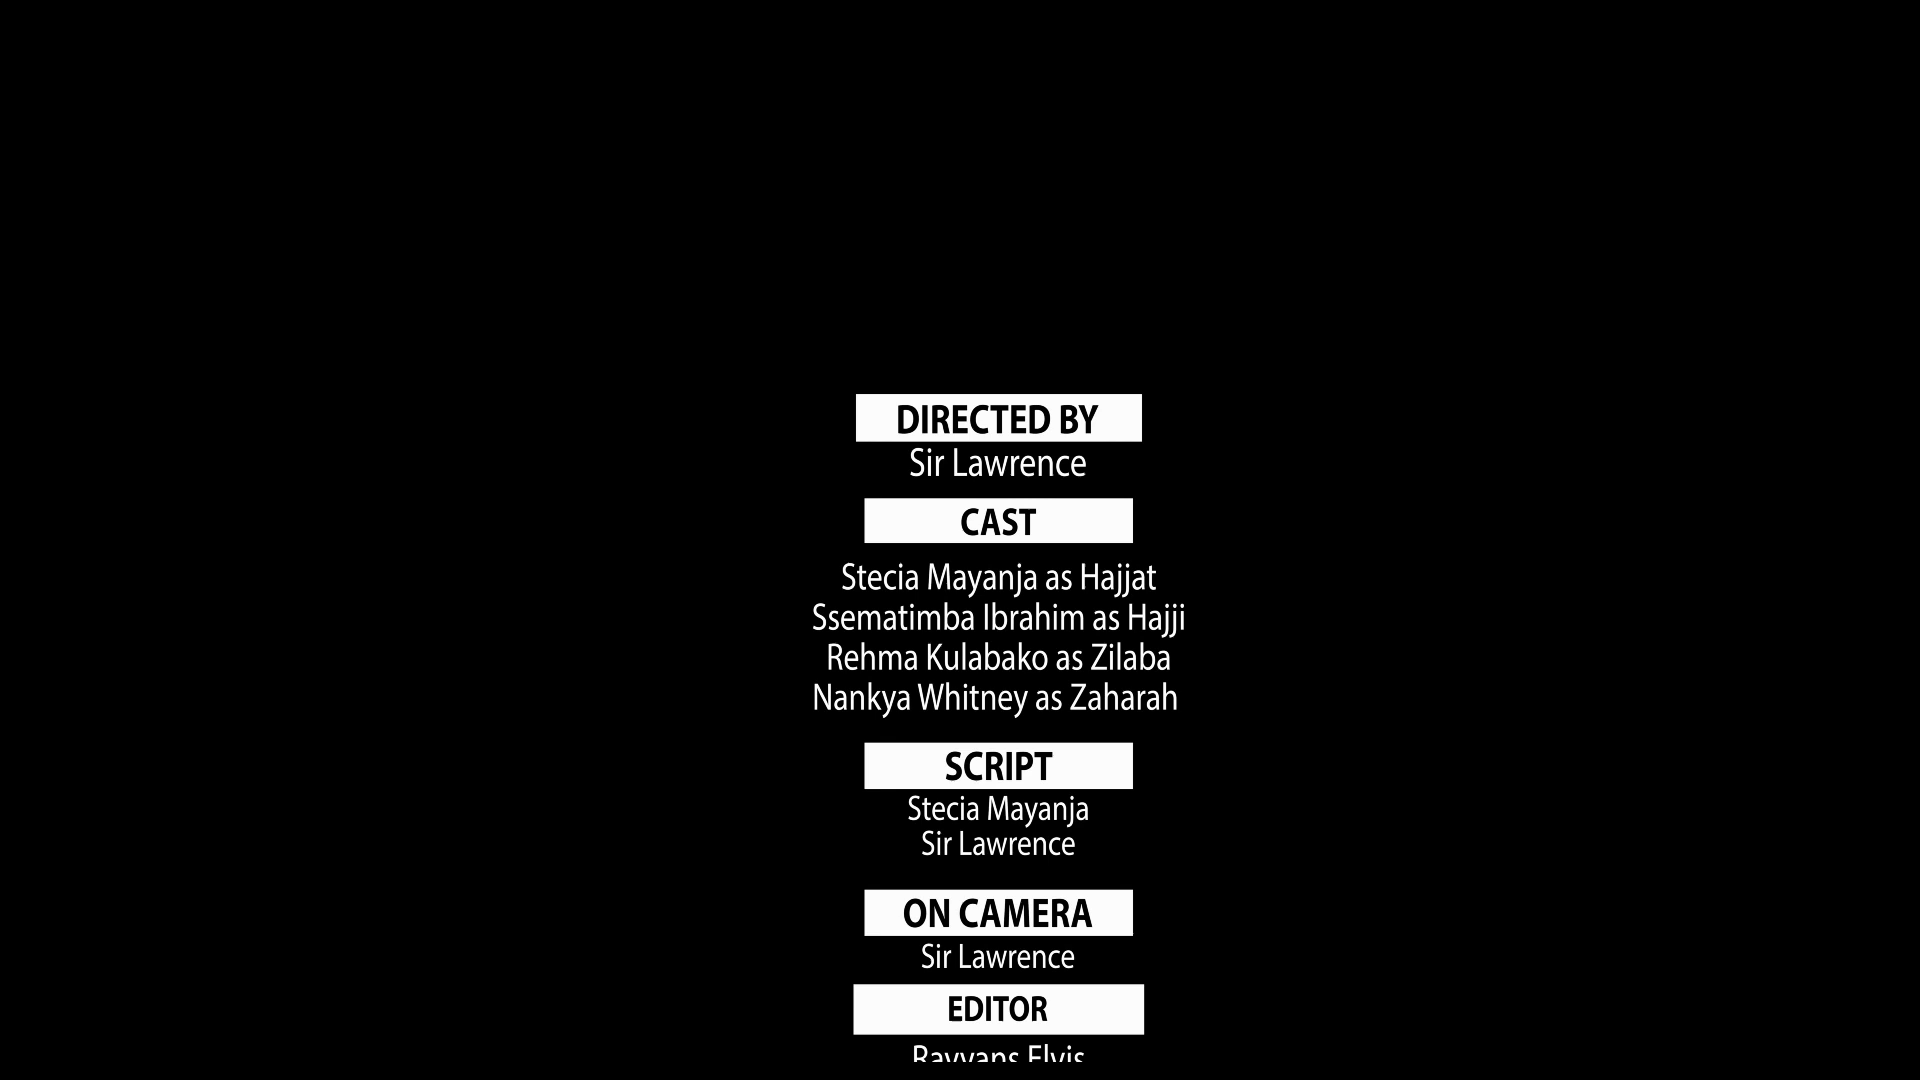 DIRECTED BY
Sir Lawrence
CAST
Stecia Mayanja as Hajjat
Ssematimba Ibrahim as Hajji
Rehma Kulabako as Zilaba
Nankya Whitney as Zaharah
SCRIPT
Stecia Mayanja
Sir Lawrence
ON CAMERA
Sir Lawrence
EDITOR
Elvis